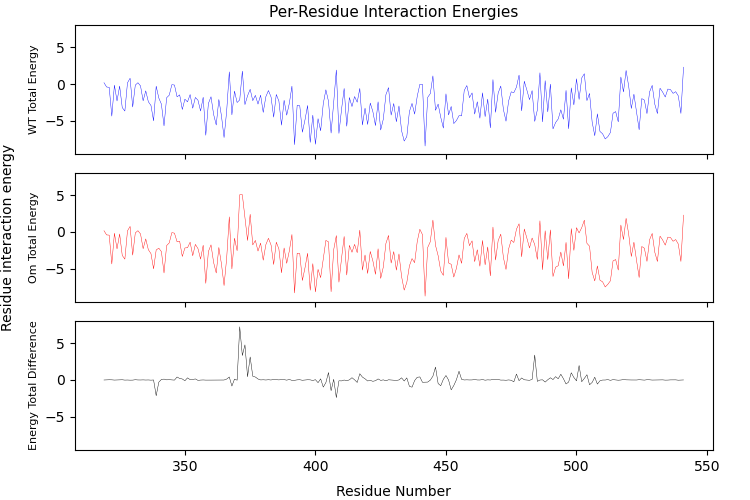 Per-Residue Interaction Energies
Residue interaction energy
WT Total Energy
5
0
−5
Om Total Energy
5
0
−5
Energy Total Difference
5
0
−5
350 400 450 500 550
Residue Number